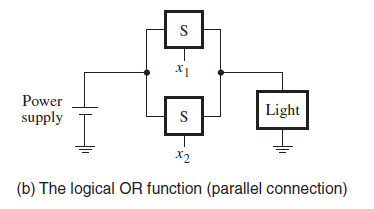 S
x1
Power
supply
S
Light
x2
(b) The logical OR function (parallel connection)